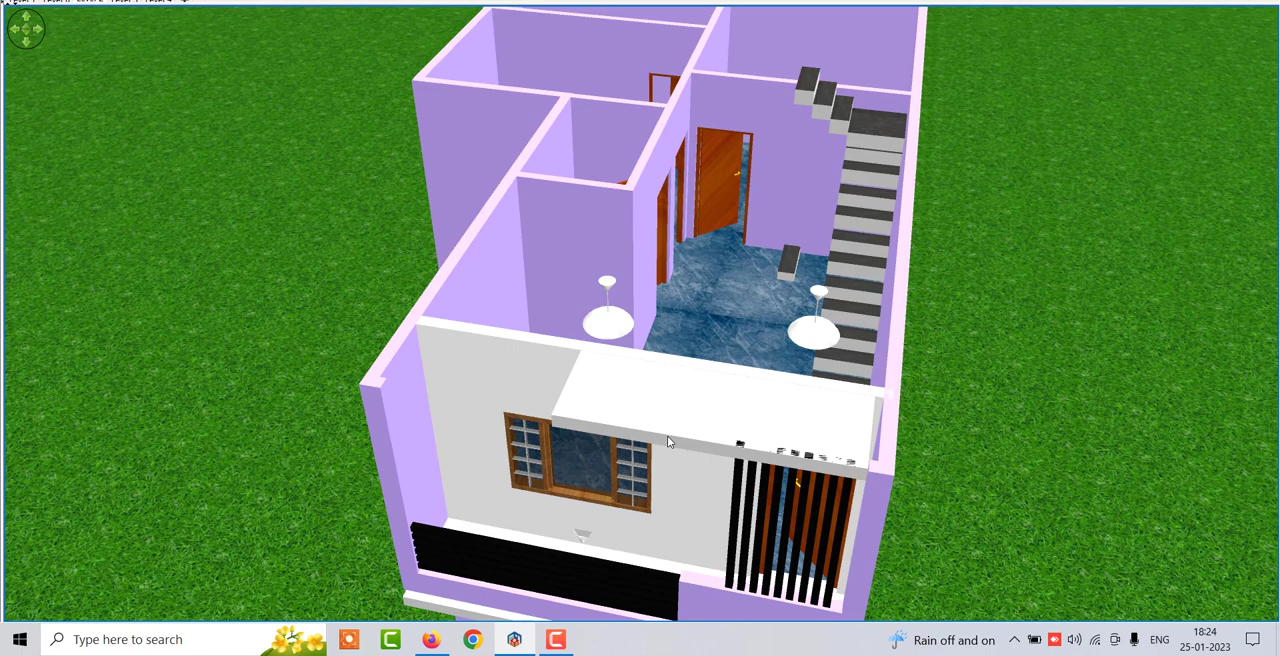 Type here to search
Rain off and on
ENG
18:24
25-01-2023